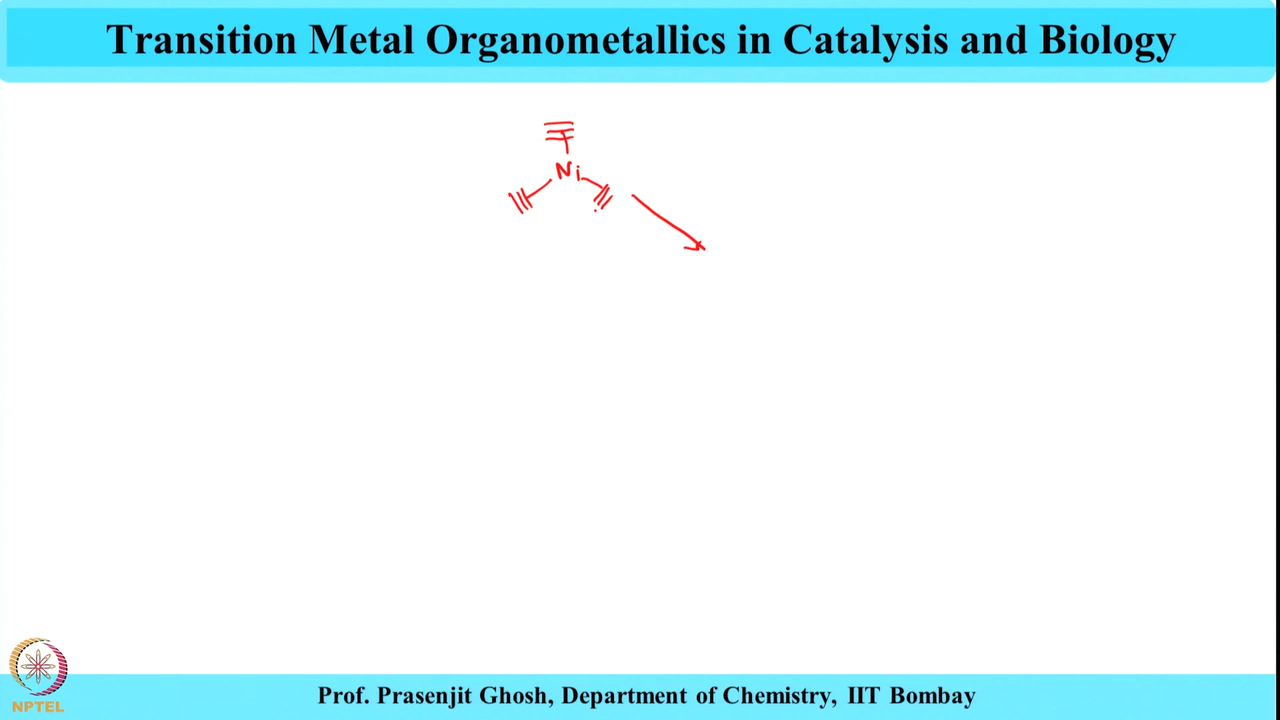 Transition Metal Organometallics in Catalysis and Biology
Ni
Prof. Prasenjit Ghosh, Department of Chemistry, IIT Bombay
NPTEL